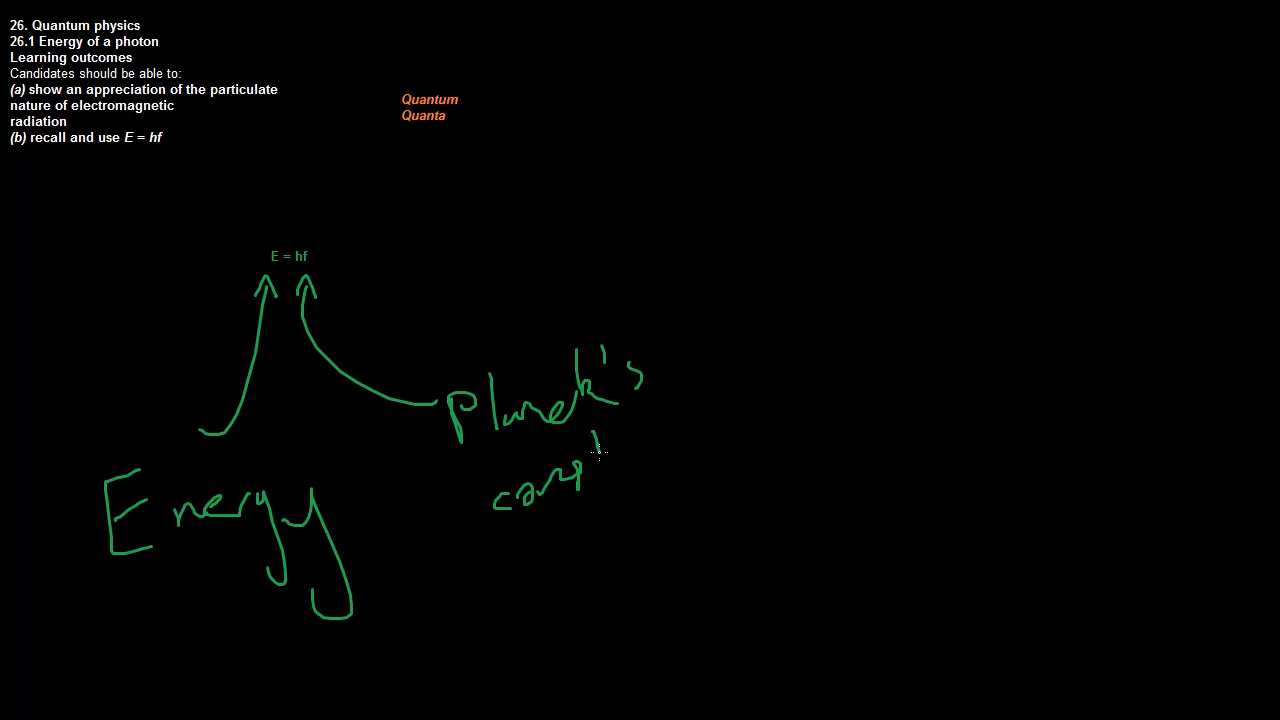 26. Quantum physics
26.1 Energy of a photon
Learning outcomes
Candidates should be able to:
(a) show an appreciation of the particulate
nature of electromagnetic
radiation
(b) recall and use E = hf
Quantum
Quanta
E = hf
Planck's
Energy